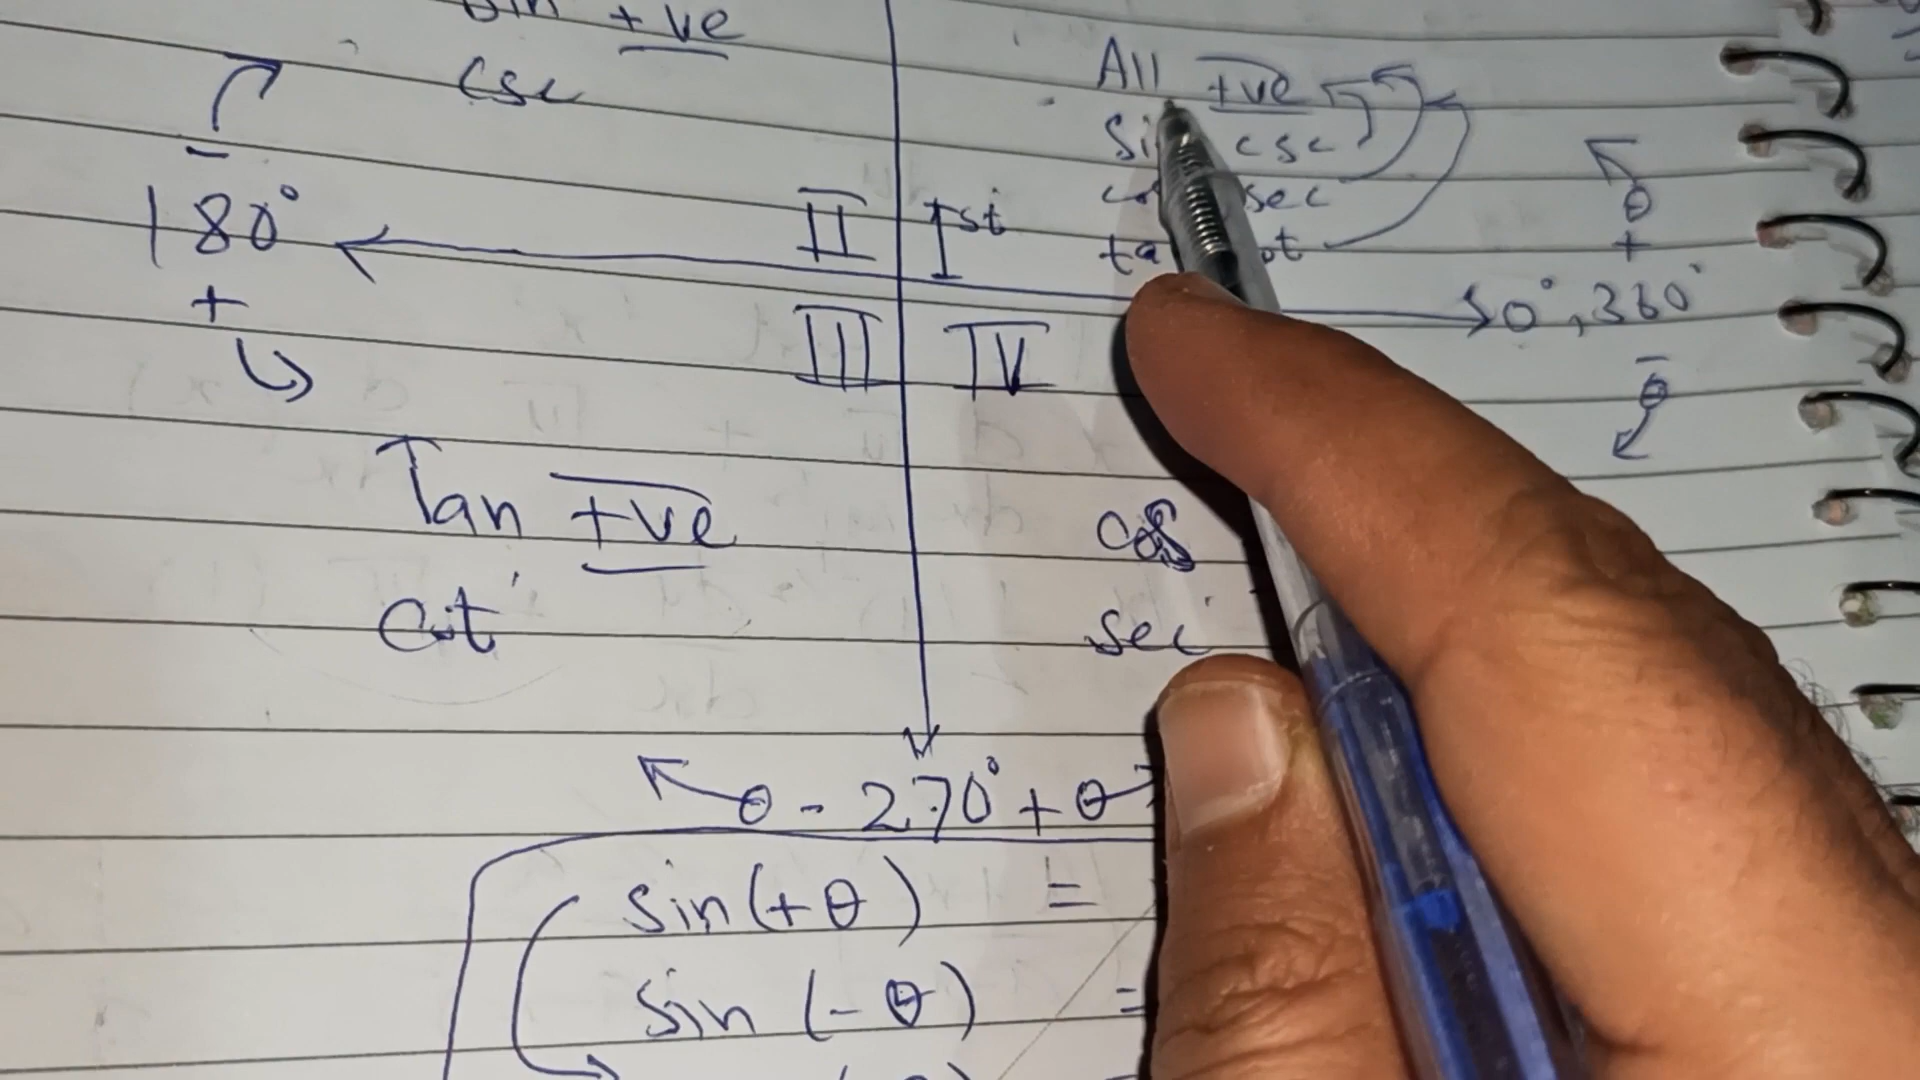 +ve
csc
All +ve
csc
sec
θ
+
-
180°
+
II Ist
III IV
0°, 360°
-
θ
Tan +ve
Cot
Cos
sec
θ - 270° + θ
sin(+θ) =
sin (-θ) =